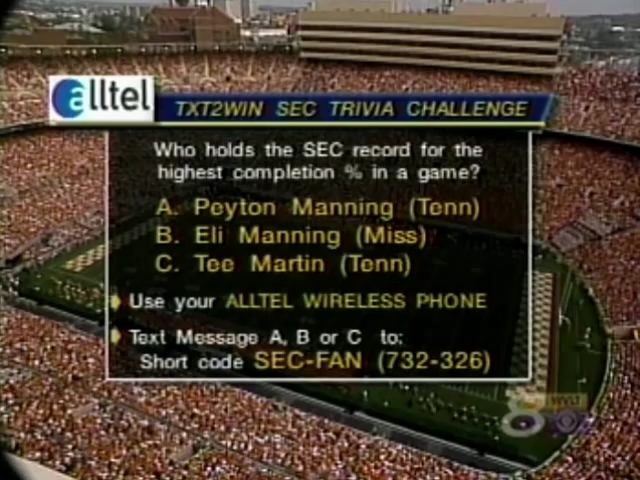 alltel
TXT2WIN SEC TRIVIA CHALLENGE
Who holds the SEC record for the
highest completion % in a game?
A. Peyton Manning (Tenn)
B. Eli Manning (Miss)
C. Tee Martin (Tenn)
Use your ALLTEL WIRELESS PHONE
Text Message A, B or C to:
Short code SEC-FAN (732-326)
8